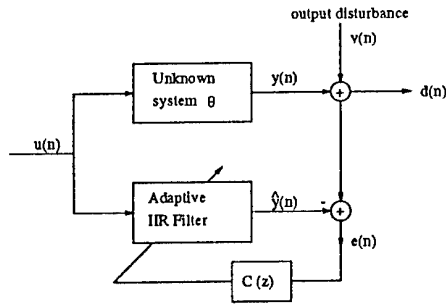 output disturbance
v(n)
Unknown
system θ
y(n)
+
d(n)
u(n)
Adaptive
IIR Filter
ŷ(n)
-
+
e(n)
C (z)